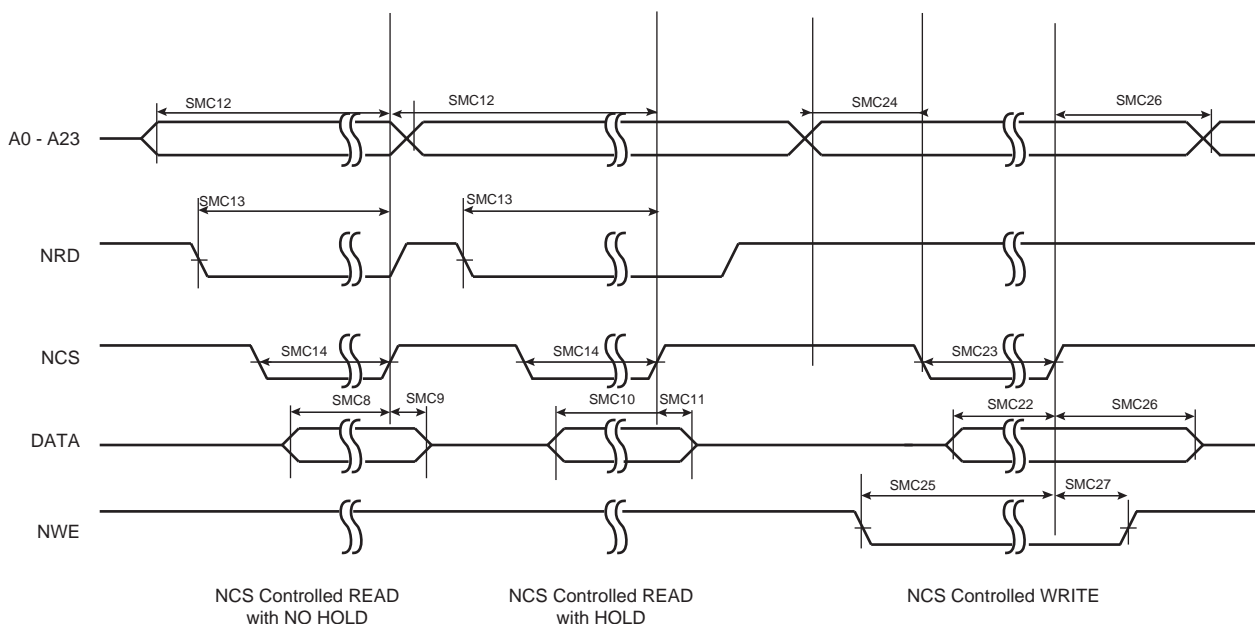 SMC12
SMC12
SMC24
SMC26
A0 - A23
SMC13
SMC13
NRD
SMC14
SMC14
SMC23
NCS
SMC8
SMC9
SMC10
SMC11
SMC22
SMC26
DATA
SMC25
SMC27
NWE
NCS Controlled READ
with NO HOLD
NCS Controlled READ
with HOLD
NCS Controlled WRITE